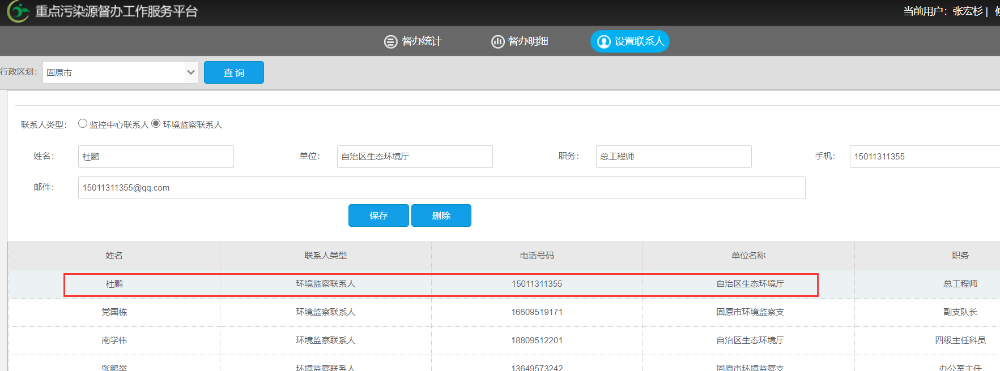 重点污染源督办工作服务平台
当前用户：张宏杉 |
督办统计 督办明细 设置联系人
行政区划： 固原市 查 询
联系人类型： 监控中心联系人 环境监察联系人
姓名： 杜鹏 单位： 自治区生态环境厅 职务： 总工程师 手机： 15011311355
邮件： 15011311355@qq.com
保存 删除
姓名 联系人类型 电话号码 单位名称 职务
杜鹏 环境监察联系人 15011311355 自治区生态环境厅 总工程师
党国栋 环境监察联系人 16609519171 固原市环境监察支 副支队长
南学伟 环境监察联系人 18809512201 自治区生态环境厅 四级主任科员
张鹏举 环境监察联系人 13649573242 固原市环境监察支 办公室主任